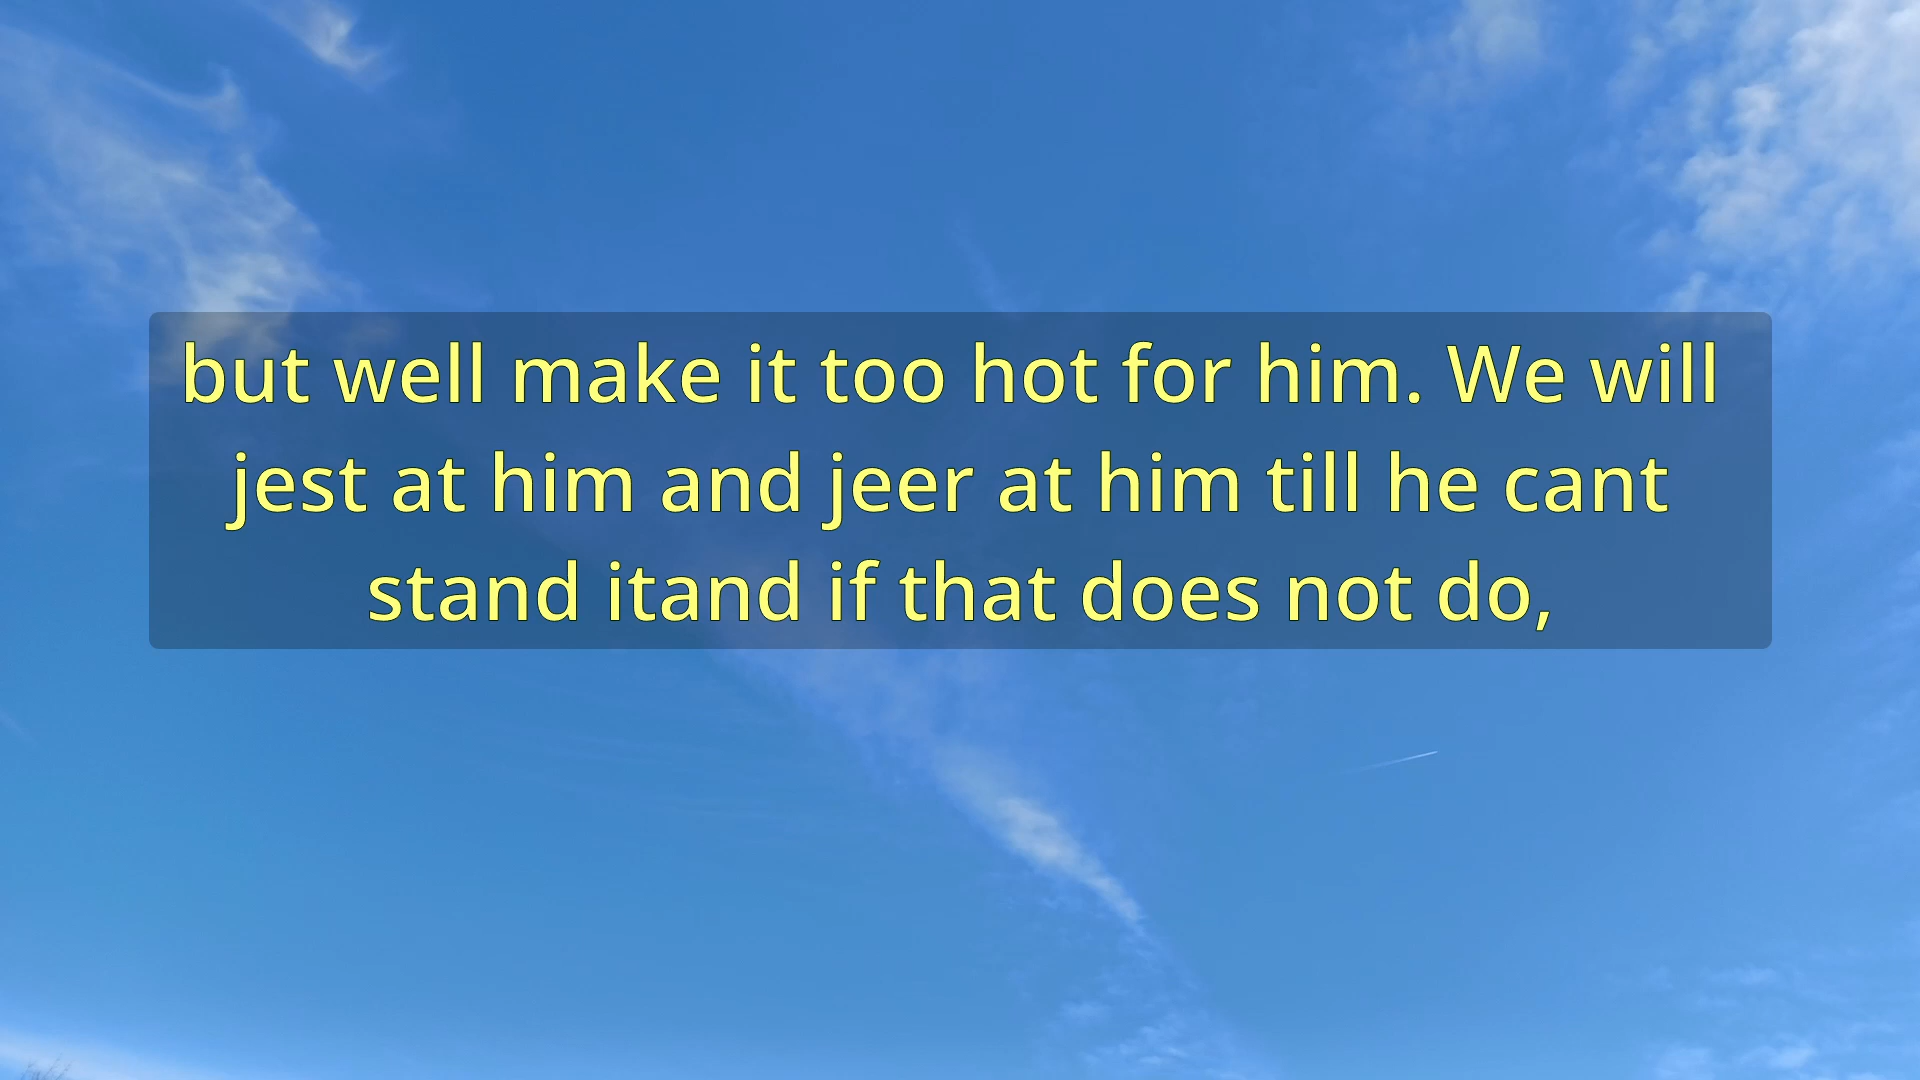 but well make it too hot for him. We will
jest at him and jeer at him till he cant
stand itand if that does not do,